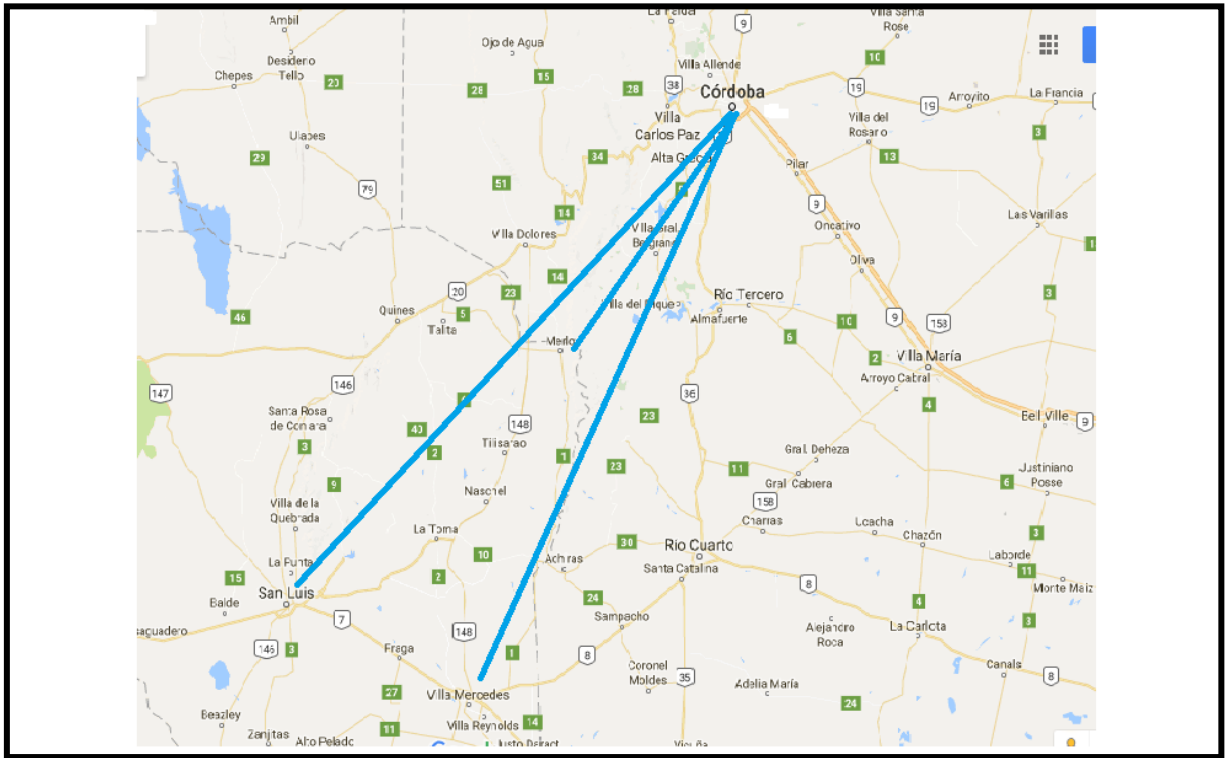 Ambil
La Falda
9
Villa Santa
Rose
Ojo de Agua
Desiderio
Tello
Chepes
20
28
15
28
38
Villa Allende
10
Córdoba
19
19
Arroyito
La Francia
Villa
Carlos Paz
Villa del
Rosario
3
Ulapes
29
34
Alta Gracia
13
Pilar
79
51
14
5
9
Las Varillas
Villa Dolores
Villa Gral.
Belgrano
Oncativo
Oliva
14
20
23
Villa del Dique
Río Tercero
3
46
Quines
5
Talita
Almafuerte
10
9
158
Merlo
6
2
Villa María
147
146
36
Arroyo Cabral
4
Santa Rosa
de Conlara
40
148
23
Bell Ville
9
3
2
Tilisarao
1
23
11
Gral. Deheza
Gral. Cabrera
Justiniano
Posse
6
9
Naschel
158
Villa de la
Quebrada
La Toma
Charras
Ucacha
Chazón
3
10
30
Río Cuarto
Laborde
La Punta
Achiras
Santa Catalina
11
15
2
8
Monte Maiz
San Luis
24
4
Balde
7
Sampacho
3
148
Alejandro
Roca
La Carlota
146
3
Fraga
1
8
Coronel
Moldes
35
Canals
8
27
Villa Mercedes
Adelia María
24
Beazley
Villa Reynolds
14
Zanjitas
Alto Pelado
11
Justo Daract
Vicuña